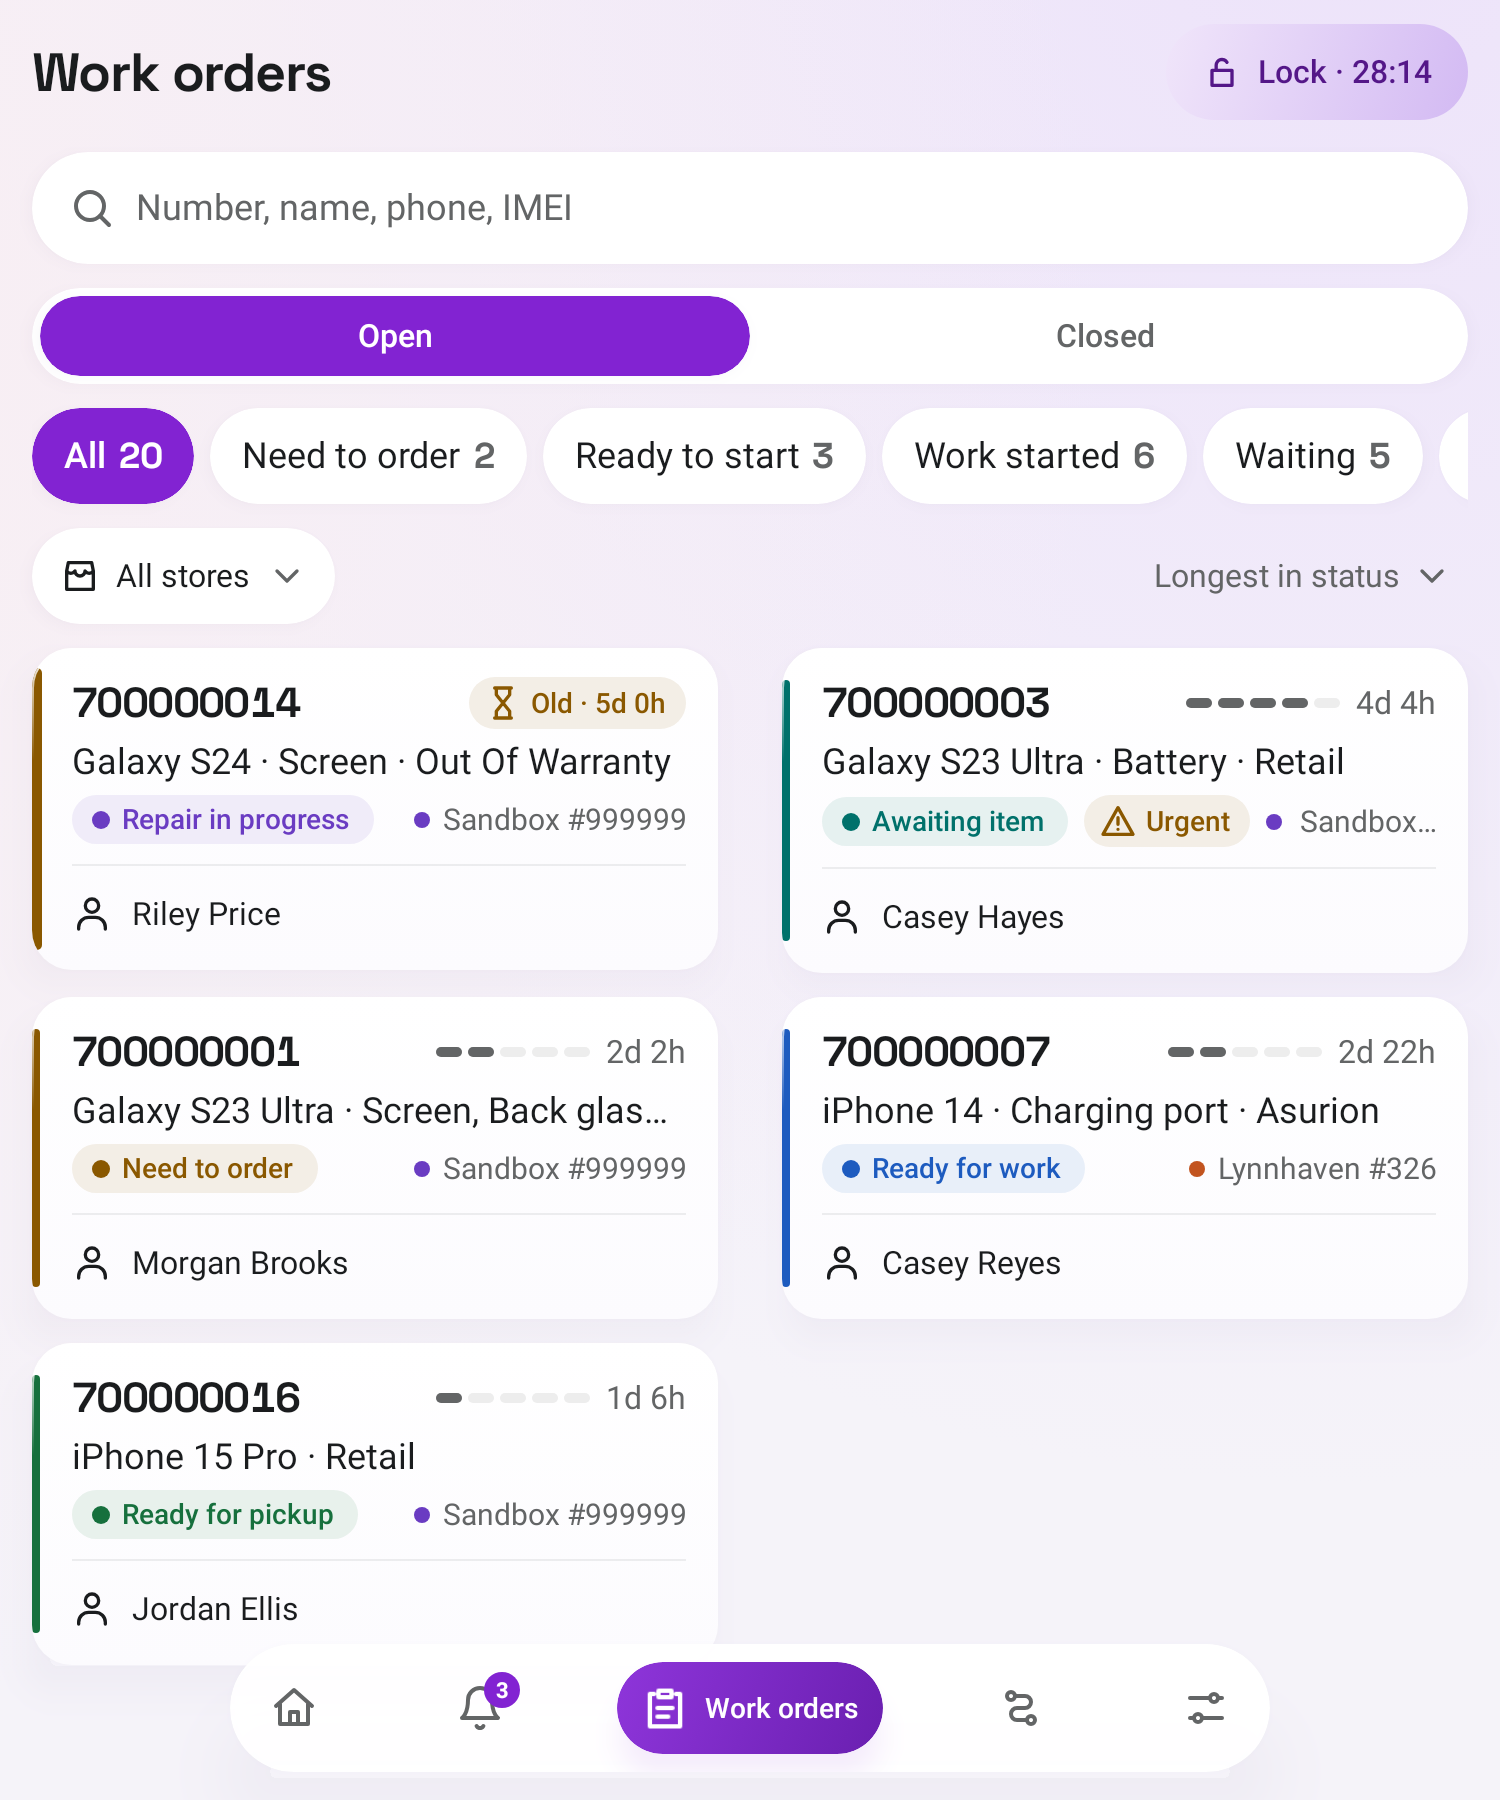 Work orders
Lock · 28:14
Number, name, phone, IMEI
Open
Closed
All 20
Need to order 2
Ready to start 3
Work started 6
Waiting 5
All stores
Longest in status
700000014
Old · 5d 0h
Galaxy S24 · Screen · Out Of Warranty
Repair in progress
Sandbox #999999
Riley Price
700000003
4d 4h
Galaxy S23 Ultra · Battery · Retail
Awaiting item
Urgent
Sandbox…
Casey Hayes
700000001
2d 2h
Galaxy S23 Ultra · Screen, Back glas…
Need to order
Sandbox #999999
Morgan Brooks
700000007
2d 22h
iPhone 14 · Charging port · Asurion
Ready for work
Lynnhaven #326
Casey Reyes
700000016
1d 6h
iPhone 15 Pro · Retail
Ready for pickup
Sandbox #999999
Jordan Ellis
3
Work orders